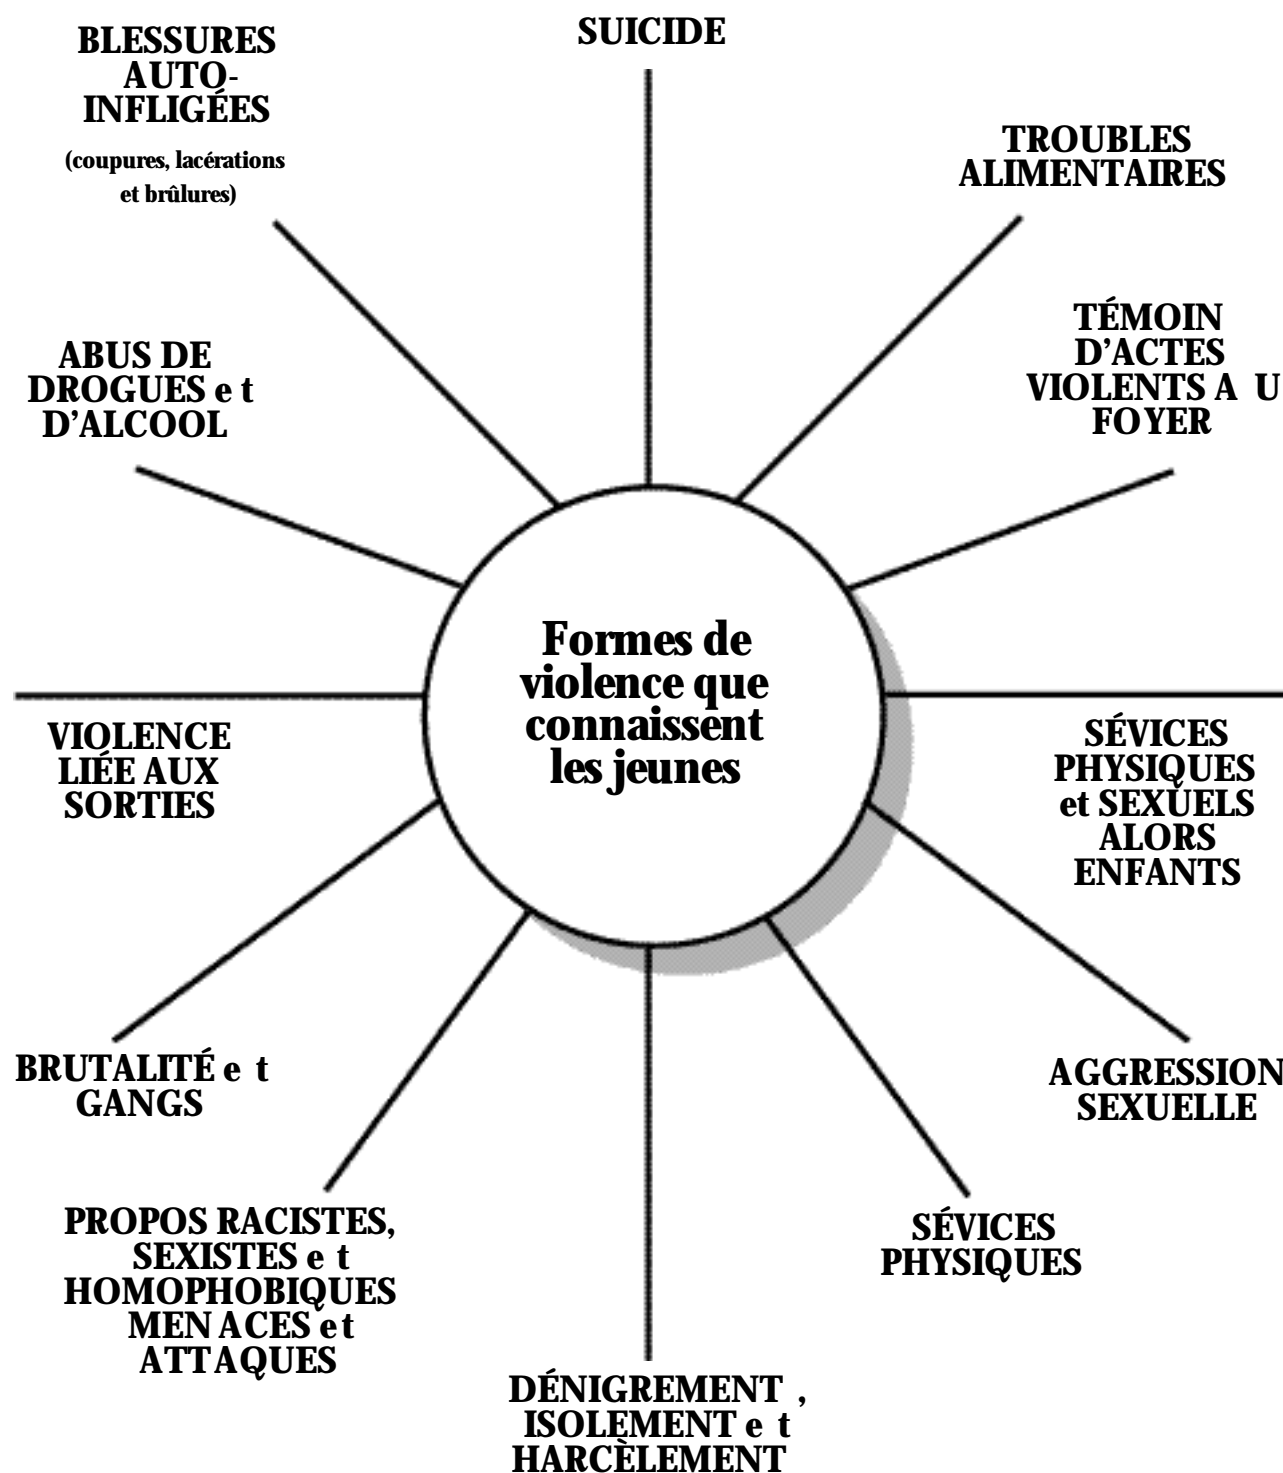 BLESSURES
AUTO-
INFLIGÉES
(coupures, lacérations
et brûlures)
SUICIDE
TROUBLES
ALIMENTAIRES
TÉMOIN
D'ACTES
VIOLENTS A U
FOYER
ABUS DE
DROGUES e t
D'ALCOOL
Formes de
violence que
connaissent
les jeunes
VIOLENCE
LIÉE AUX
SORTIES
SÉVICES
PHYSIQUES
et SEXUELS
ALORS
ENFANTS
BRUTALITÉ e t
GANGS
AGGRESSION
SEXUELLE
PROPOS RACISTES,
SEXISTES e t
HOMOPHOBIQUES
MENACES et
ATTAQUES
SÉVICES
PHYSIQUES
DÉNIGREMENT ,
ISOLEMENT e t
HARCÈLEMENT